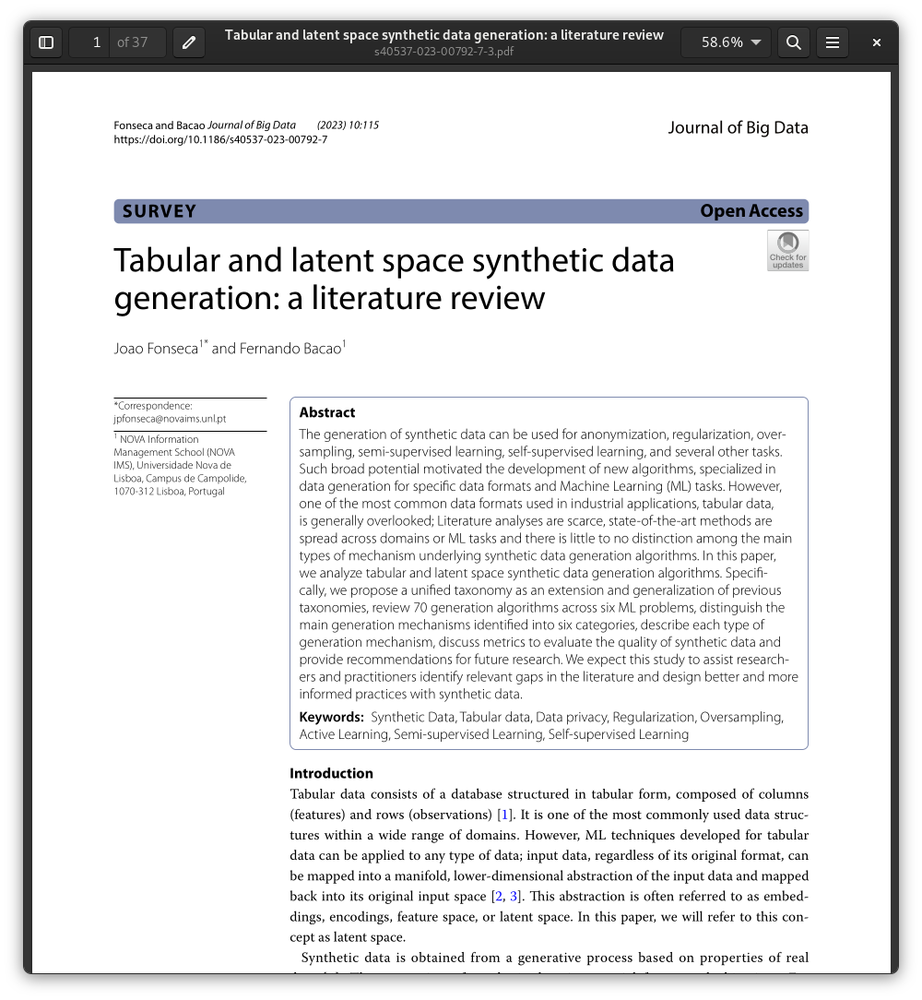 1 of 37
Tabular and latent space synthetic data generation: a literature review
s40537-023-00792-7-3.pdf
58.6%
Fonseca and Bacao Journal of Big Data (2023) 10:115
https://doi.org/10.1186/s40537-023-00792-7
Journal of Big Data
SURVEY
Open Access
Check for
updates
Tabular and latent space synthetic data
generation: a literature review
Joao Fonseca1* and Fernando Bacao1
*Correspondence:
jpfonseca@novaims.unl.pt
1 NOVA Information
Management School (NOVA
IMS), Universidade Nova de
Lisboa, Campus de Campolide,
1070-312 Lisboa, Portugal
Abstract
The generation of synthetic data can be used for anonymization, regularization, over-
sampling, semi-supervised learning, self-supervised learning, and several other tasks.
Such broad potential motivated the development of new algorithms, specialized in
data generation for specific data formats and Machine Learning (ML) tasks. However,
one of the most common data formats used in industrial applications, tabular data,
is generally overlooked; Literature analyses are scarce, state-of-the-art methods are
spread across domains or ML tasks and there is little to no distinction among the main
types of mechanism underlying synthetic data generation algorithms. In this paper,
we analyze tabular and latent space synthetic data generation algorithms. Specifi-
cally, we propose a unified taxonomy as an extension and generalization of previous
taxonomies, review 70 generation algorithms across six ML problems, distinguish the
main generation mechanisms identified into six categories, describe each type of
generation mechanism, discuss metrics to evaluate the quality of synthetic data and
provide recommendations for future research. We expect this study to assist research-
ers and practitioners identify relevant gaps in the literature and design better and more
informed practices with synthetic data.
Keywords: Synthetic Data, Tabular data, Data privacy, Regularization, Oversampling,
Active Learning, Semi-supervised Learning, Self-supervised Learning
Introduction
Tabular data consists of a database structured in tabular form, composed of columns
(features) and rows (observations) [1]. It is one of the most commonly used data struc-
tures within a wide range of domains. However, ML techniques developed for tabular
data can be applied to any type of data; input data, regardless of its original format, can
be mapped into a manifold, lower-dimensional abstraction of the input data and mapped
back into its original input space [2, 3]. This abstraction is often referred to as embed-
dings, encodings, feature space, or latent space. In this paper, we will refer to this con-
cept as latent space.
Synthetic data is obtained from a generative process based on properties of real